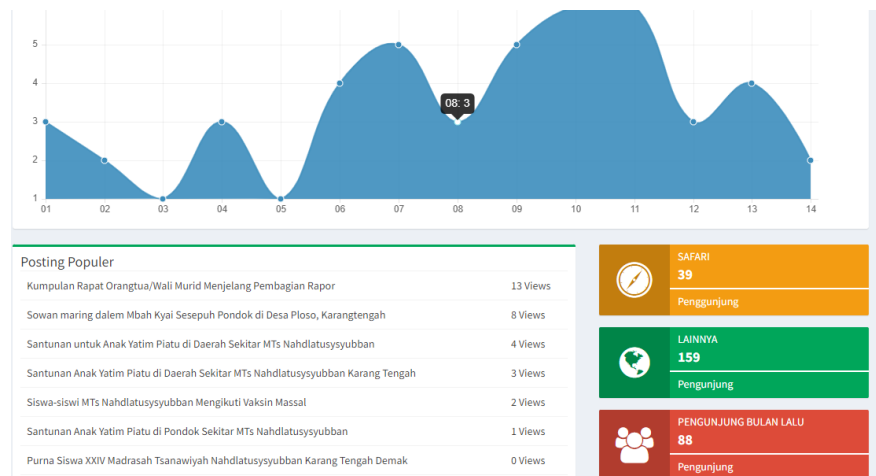 5
4
3
2
1
08: 3
01 02 03 04 05 06 07 08 09 10 11 12 13 14
Posting Populer
Kumpulan Rapat Orangtua/Wali Murid Menjelang Pembagian Rapor 13 Views
Sowan maring dalem Mbah Kyai Sesepuh Pondok di Desa Ploso, Karangtengah 8 Views
Santunan untuk Anak Yatim Piatu di Daerah Sekitar MTs Nahdlatusysyubban 4 Views
Santunan Anak Yatim Piatu di Daerah Sekitar MTs Nahdlatusysyubban Karang Tengah 3 Views
Siswa-siswi MTs Nahdlatusysyubban Mengikuti Vaksin Massal 2 Views
Santunan Anak Yatim Piatu di Pondok Sekitar MTs Nahdlatusysyubban 1 Views
Purna Siswa XXIV Madrasah Tsanawiyah Nahdlatusysyubban Karang Tengah Demak 0 Views
SAFARI
39
Penggunjung
LAINNYA
159
Pengunjung
PENGUNJUNG BULAN LALU
88
Pengunjung